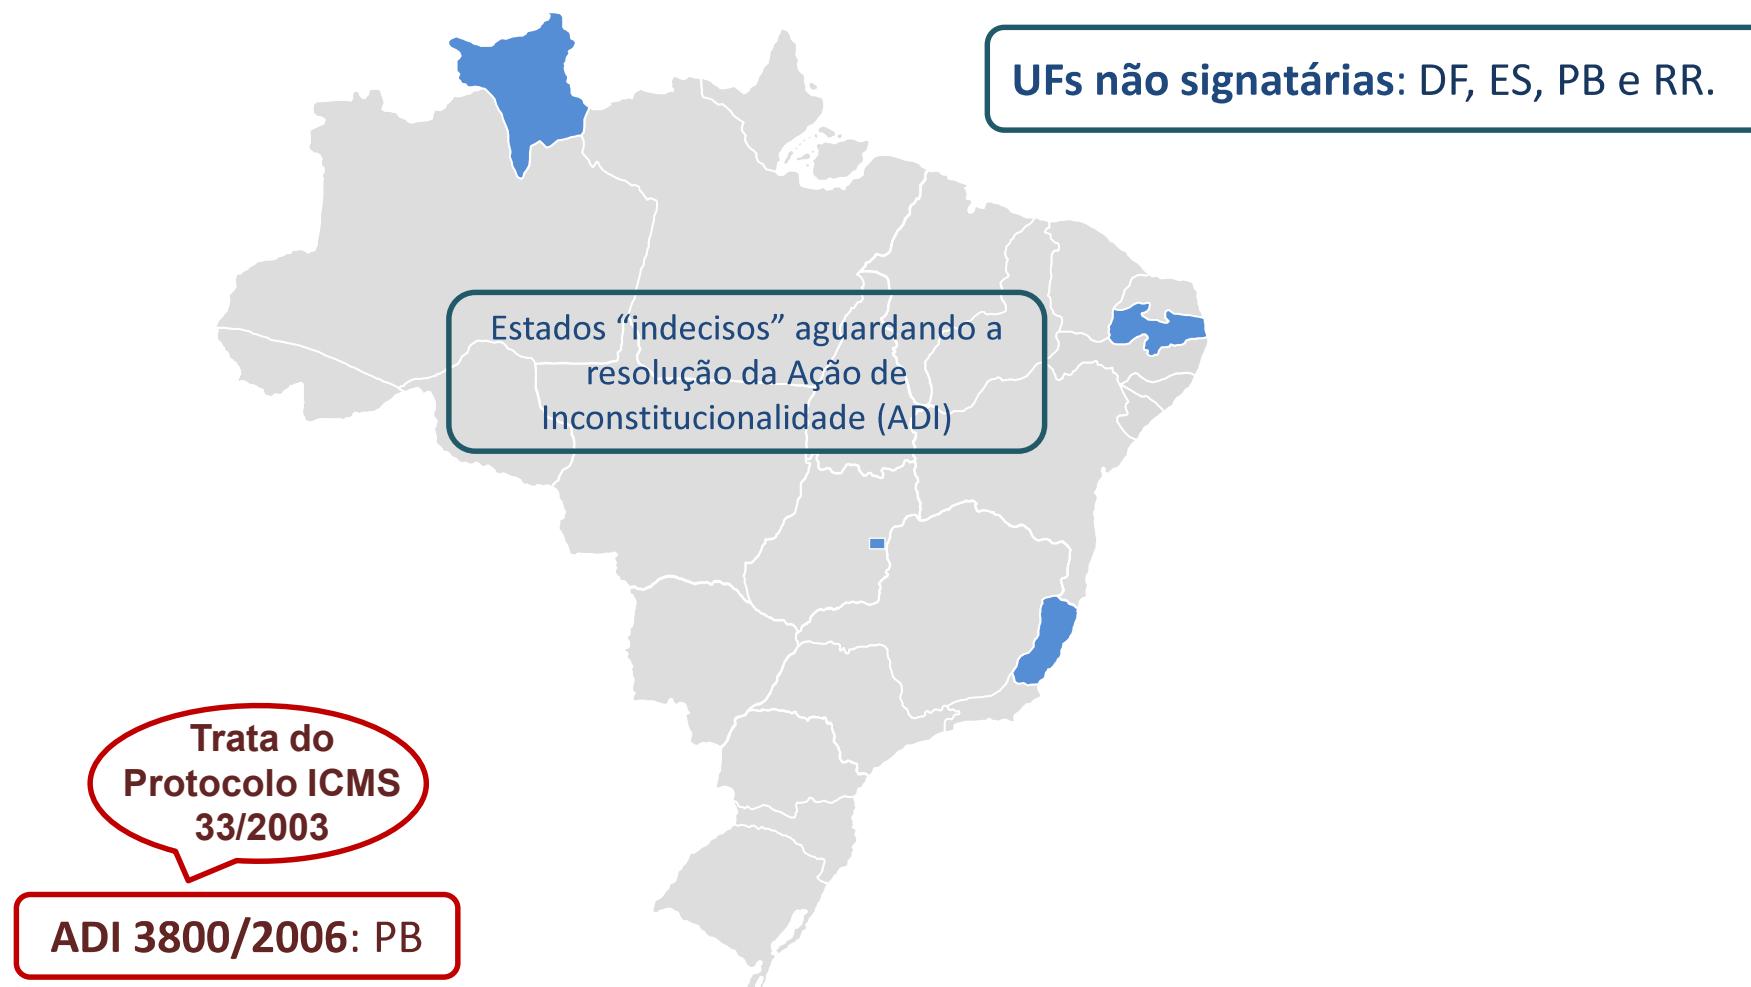 UFs não signatárias: DF, ES, PB e RR.
Estados “indecisos” aguardando a
resolução da Ação de
Inconstitucionalidade (ADI)
Trata do
Protocolo ICMS
33/2003
ADI 3800/2006: PB